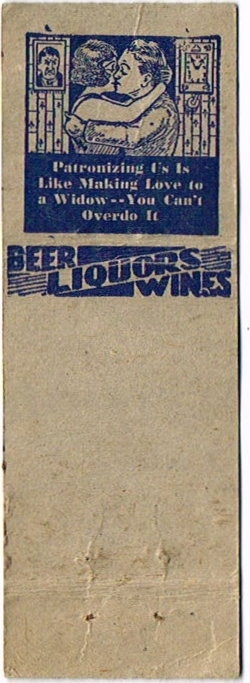 Patronizing Us Is
Like Making Love to
a Widow--You Can't
Overdo It
BEER
LIQUORS
WINES